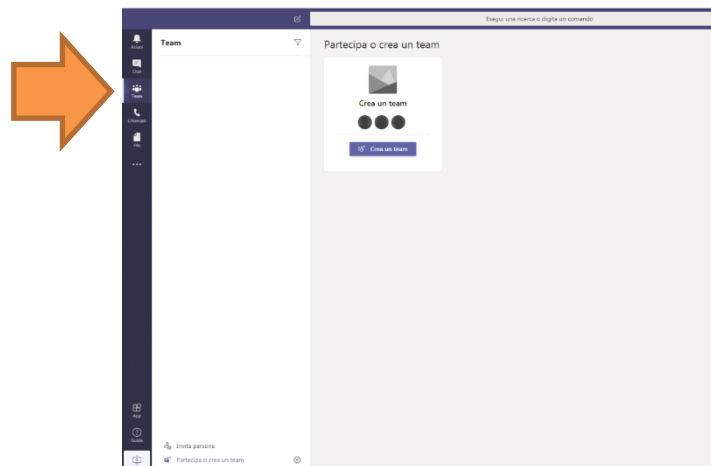 Esegui una ricerca o digita un comando
Azioni
Chat
Team
Chiamate
File
App
Guida
Team
Invita persone
Partecipa o crea un team
Partecipa o crea un team
Crea un team
Crea un team